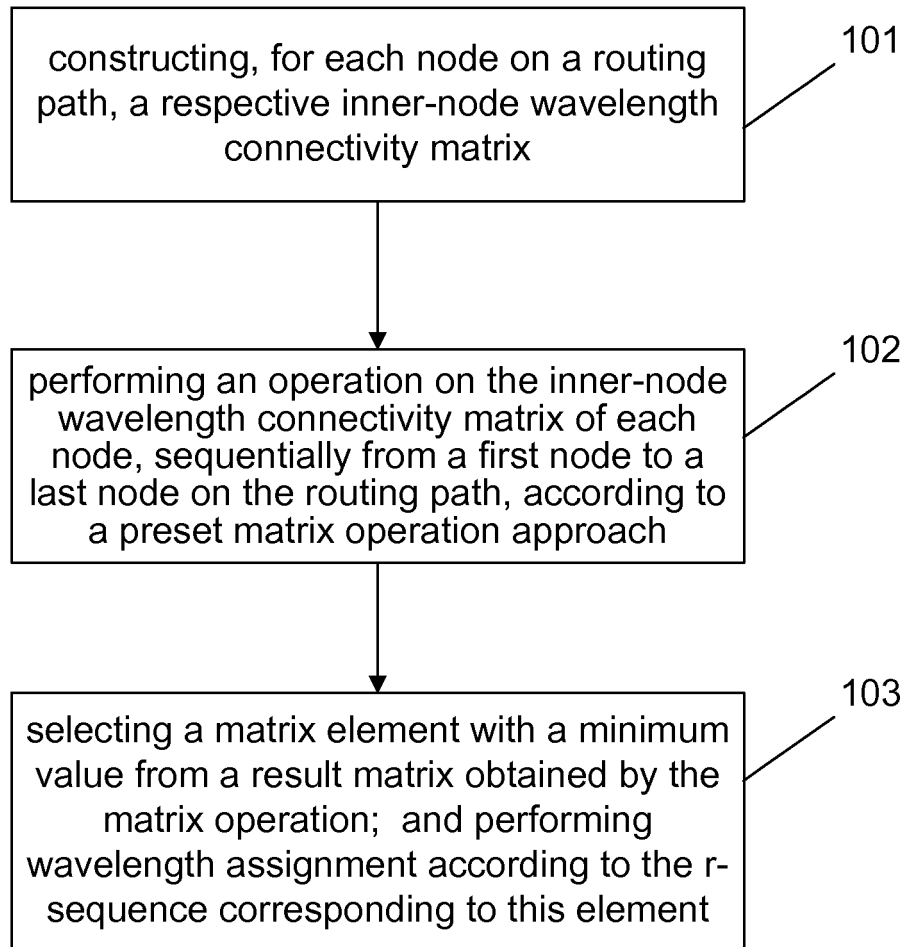 constructing, for each node on a routing
path, a respective inner-node wavelength
connectivity matrix
101
performing an operation on the inner-node
wavelength connectivity matrix of each
node, sequentially from a first node to a
last node on the routing path, according to
a preset matrix operation approach
102
selecting a matrix element with a minimum
value from a result matrix obtained by the
matrix operation;  and performing
wavelength assignment according to the r-
sequence corresponding to this element
103